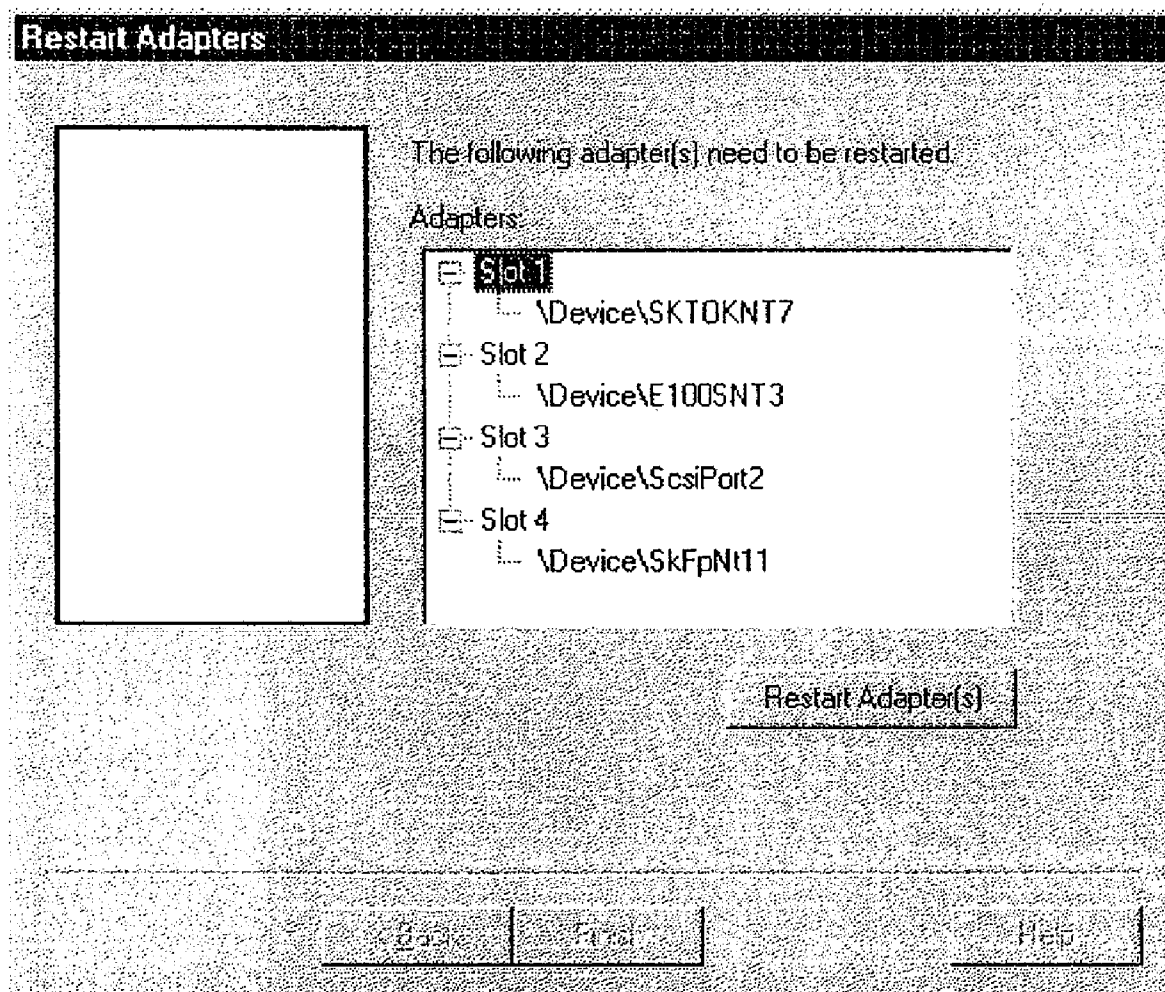 Restart Adapters
The following adapter(s) need to be restarted.
Adapters:
Slot 1
\Device\SKTOKNT7
Slot 2
\Device\E100SNT3
Slot 3
\Device\ScsiPort2
Slot 4
\Device\SkFpNt11
Restart Adapter(s)
< Back
Help